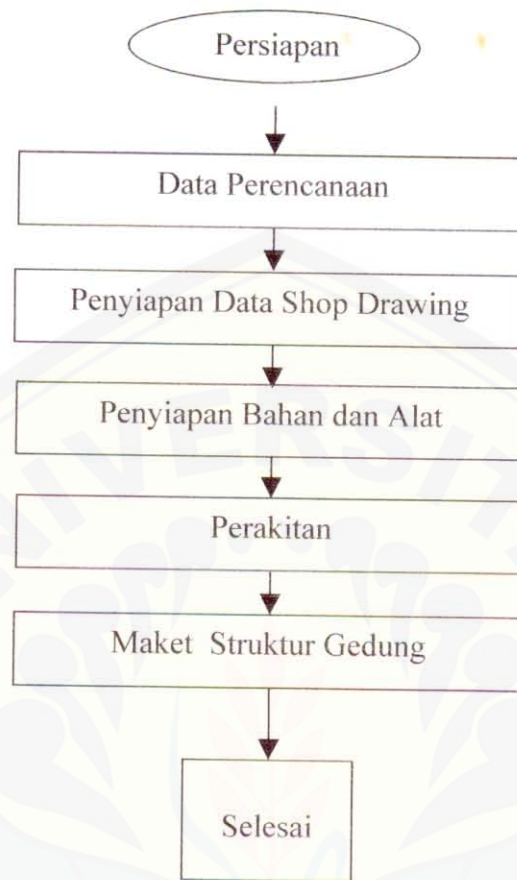 Persiapan
Data Perencanaan
Penyiapan Data Shop Drawing
Penyiapan Bahan dan Alat
Perakitan
Maket Struktur Gedung
Selesai